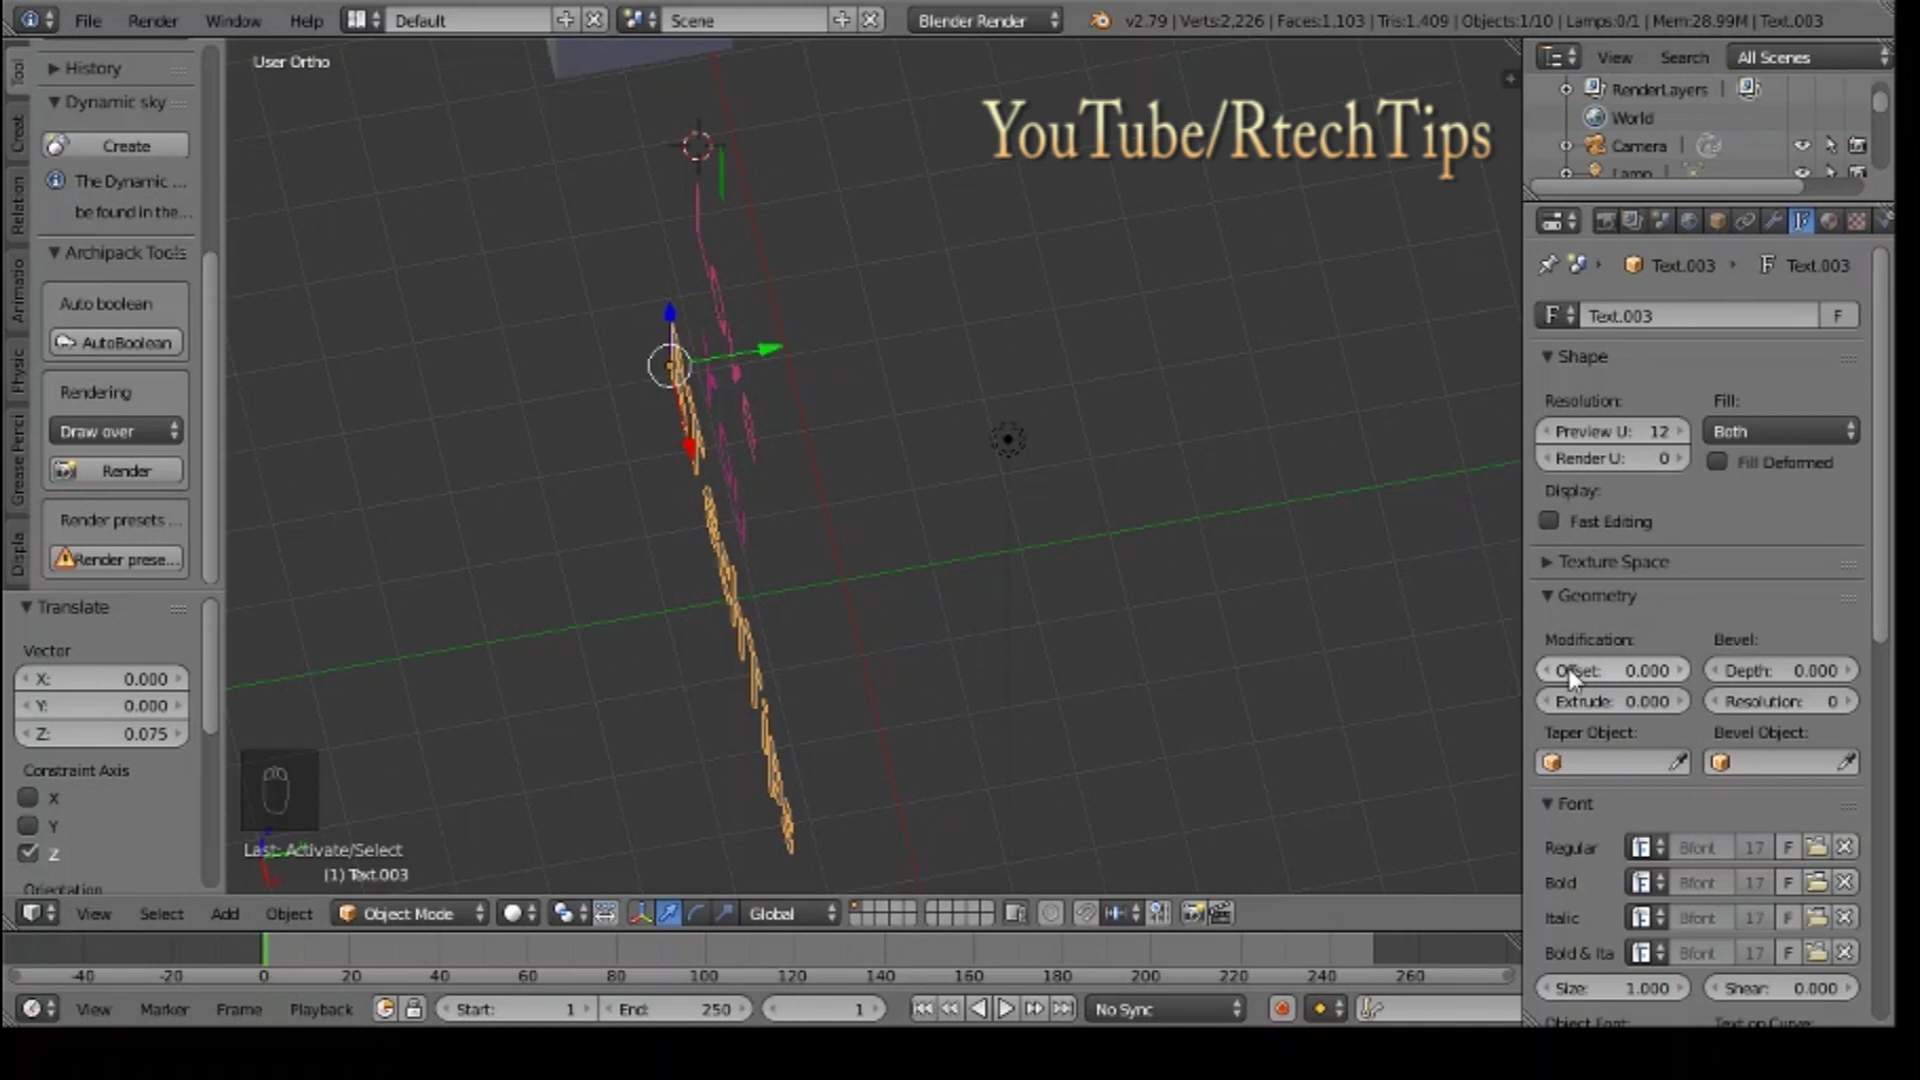 File Render Window Help Default Scene Blender Render v2.79 | Verts:2,226 | Faces:1,103 | Tris:1,409 | Objects:1/10 | Lamps:0/1 | Mem:28.99M | Text.003
View Search All Scenes
RenderLayers
World
Camera
Lamp
Tool
Creat
Relation
Animatio
Physic
Grease Penci
Displa
History
Dynamic sky
Create
The Dynamic ...
be found in the...
Archipack Tools
Auto boolean
AutoBoolean
Rendering
Draw over
Render
Render presets ...
Render prese...
Translate
Vector
X: 0.000
Y: 0.000
Z: 0.075
Constraint Axis
X
Y
Z
Orientation
User Ortho
YouTube/RtechTips
Last: Activate/Select
(1) Text.003
Text.003 Text.003
F Text.003 F
Shape
Resolution: Fill:
Preview U: 12 Both
Render U: 0 Fill Deformed
Display:
Fast Editing
Texture Space
Geometry
Modification: Bevel:
Offset: 0.000 Depth: 0.000
Extrude: 0.000 Resolution: 0
Taper Object: Bevel Object:
Font
Regular Bfont 17 F
Bold Bfont 17 F
Italic Bfont 17 F
Bold & Ita Bfont 17 F
Size: 1.000 Shear: 0.000
Object Font: Text on Curve:
View Select Add Object Object Mode Global
-40 -20 0 20 40 60 80 100 120 140 160 180 200 220 240 260
View Marker Frame Playback Start: 1 End: 250 1 No Sync